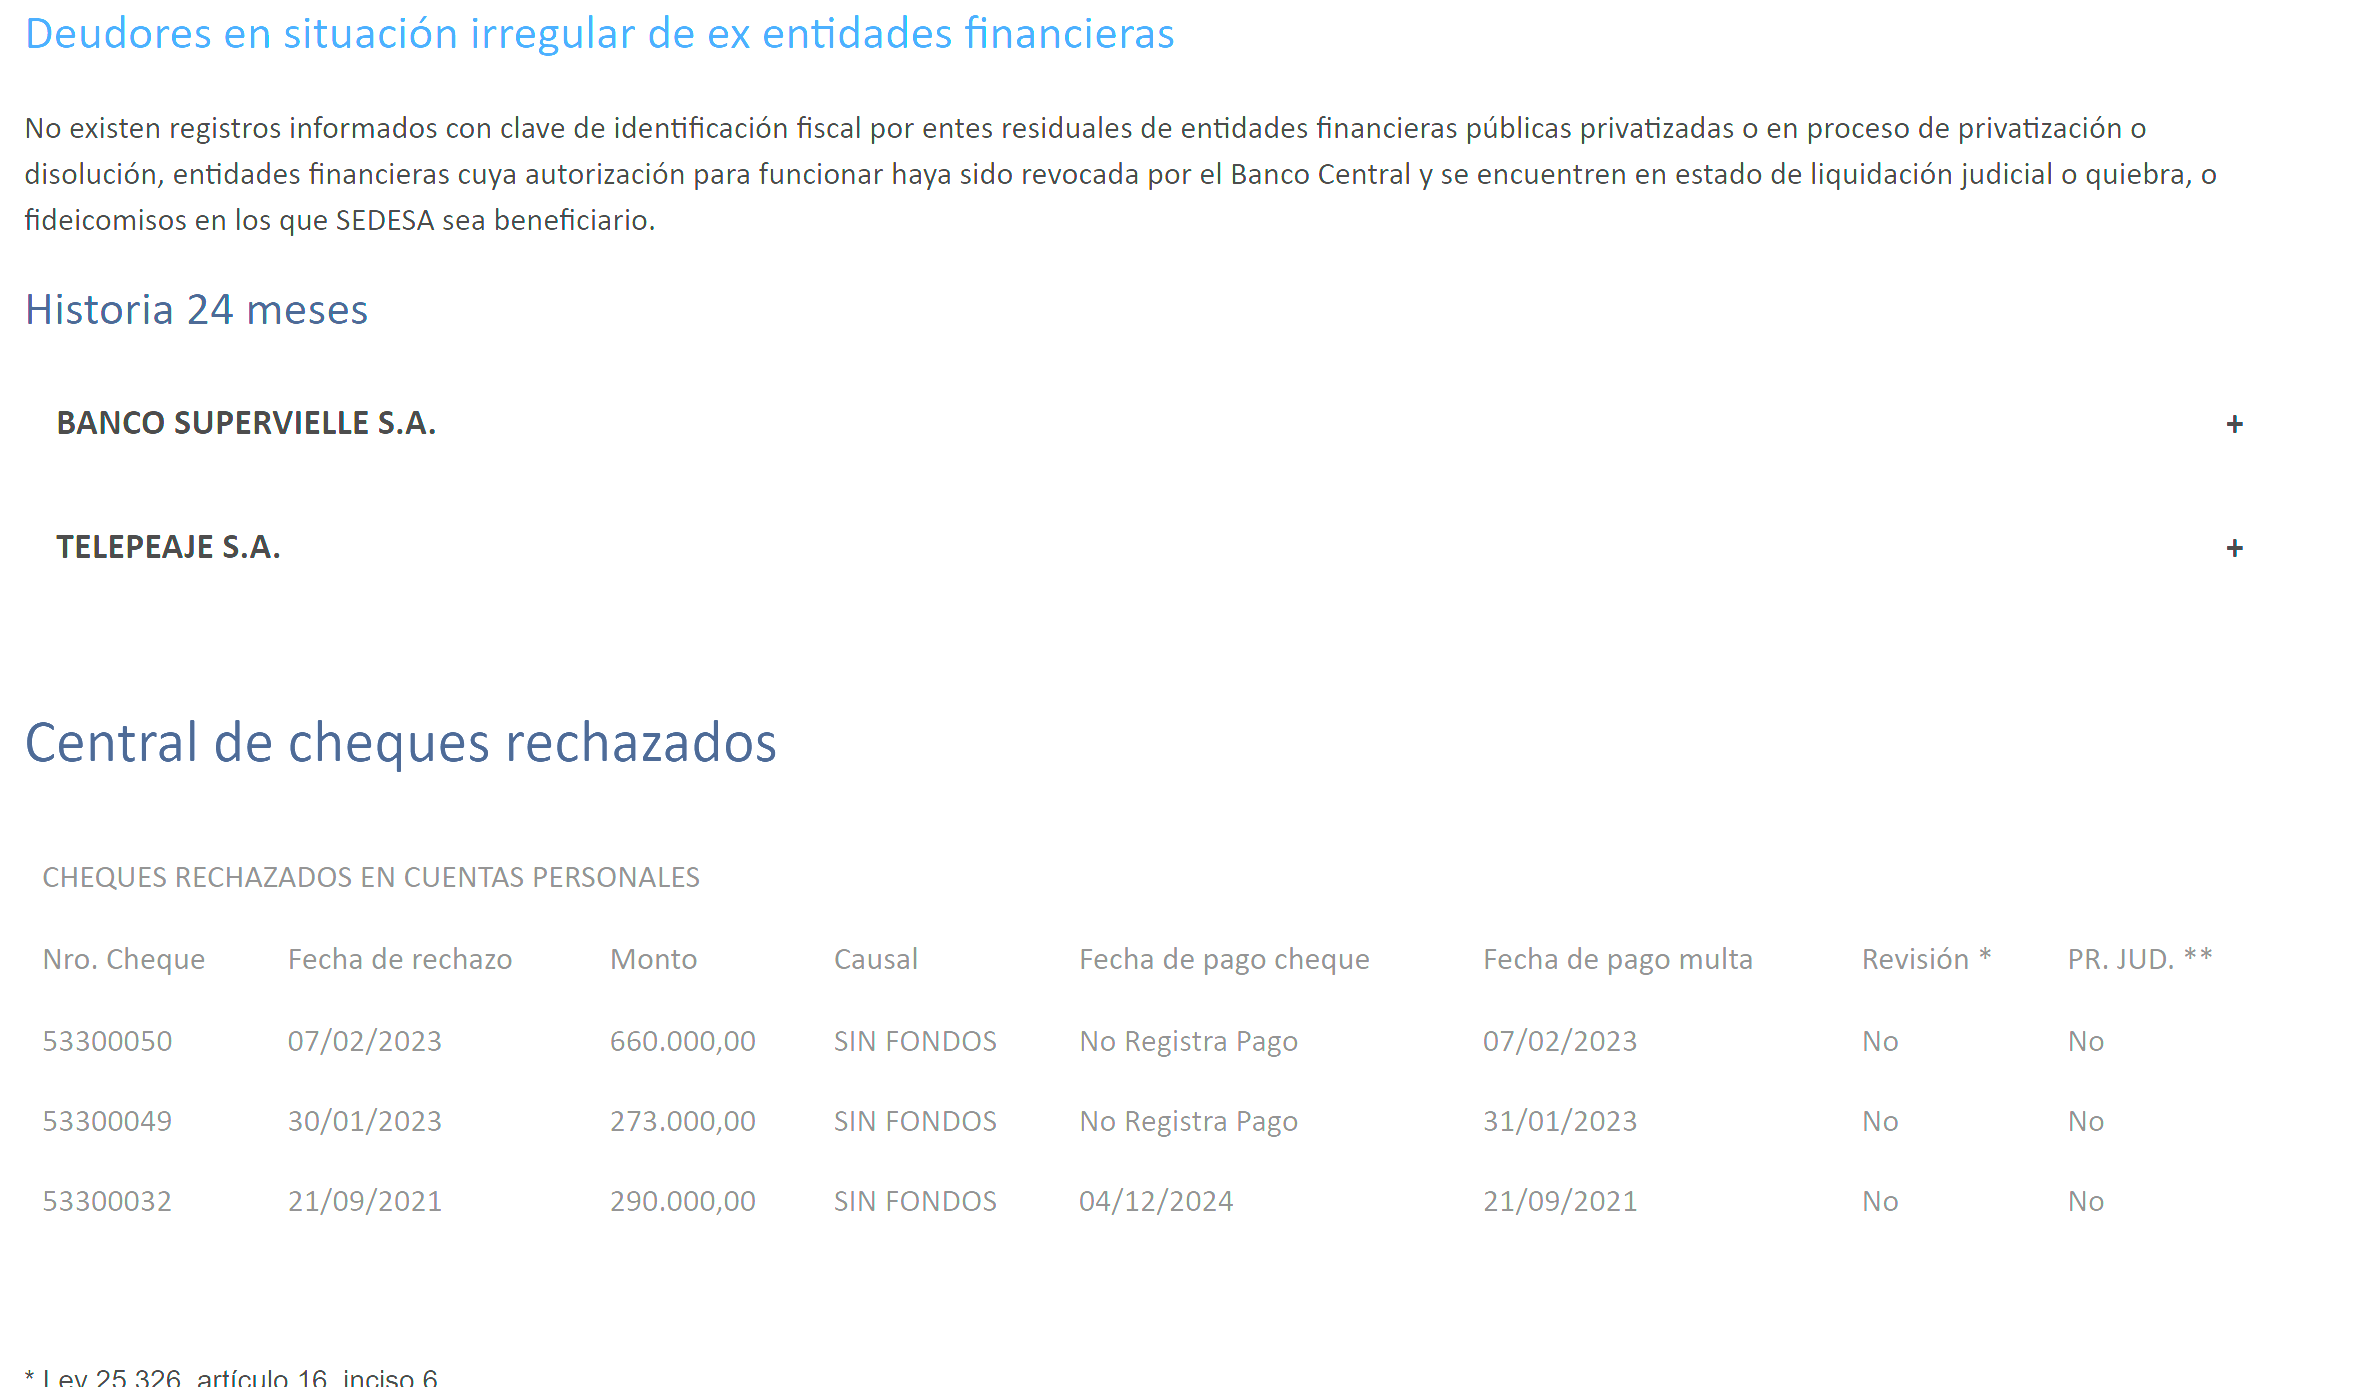 Deudores en situación irregular de ex entidades financieras
No existen registros informados con clave de identificación fiscal por entes residuales de entidades financieras públicas privatizadas o en proceso de privatización o
disolución, entidades financieras cuya autorización para funcionar haya sido revocada por el Banco Central y se encuentren en estado de liquidación judicial o quiebra, o
fideicomisos en los que SEDESA sea beneficiario.
Historia 24 meses
BANCO SUPERVIELLE S.A. +
TELEPEAJE S.A. +
Central de cheques rechazados
CHEQUES RECHAZADOS EN CUENTAS PERSONALES
Nro. Cheque Fecha de rechazo Monto Causal Fecha de pago cheque Fecha de pago multa Revisión * PR. JUD. **
53300050 07/02/2023 660.000,00 SIN FONDOS No Registra Pago 07/02/2023 No No
53300049 30/01/2023 273.000,00 SIN FONDOS No Registra Pago 31/01/2023 No No
53300032 21/09/2021 290.000,00 SIN FONDOS 04/12/2024 21/09/2021 No No
* Ley 25.326, artículo 16, inciso 6